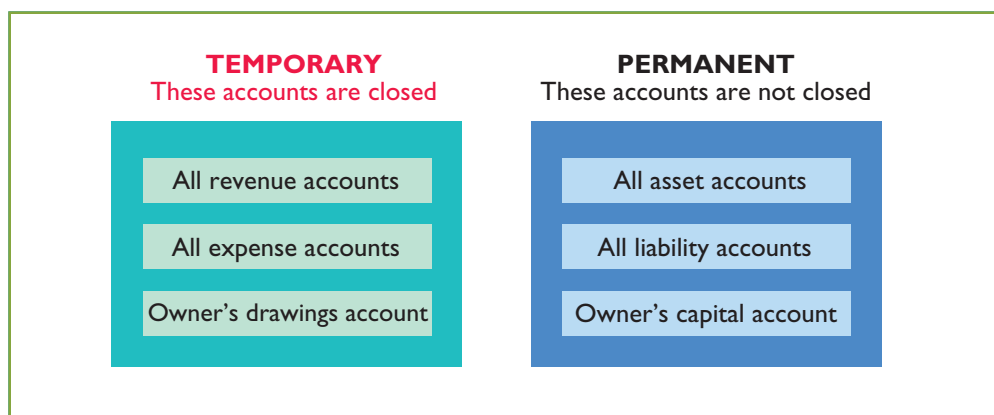 TEMPORARY
These accounts are closed
All revenue accounts
All expense accounts
Owner’s drawings account
PERMANENT
These accounts are not closed
All asset accounts
All liability accounts
Owner’s capital account